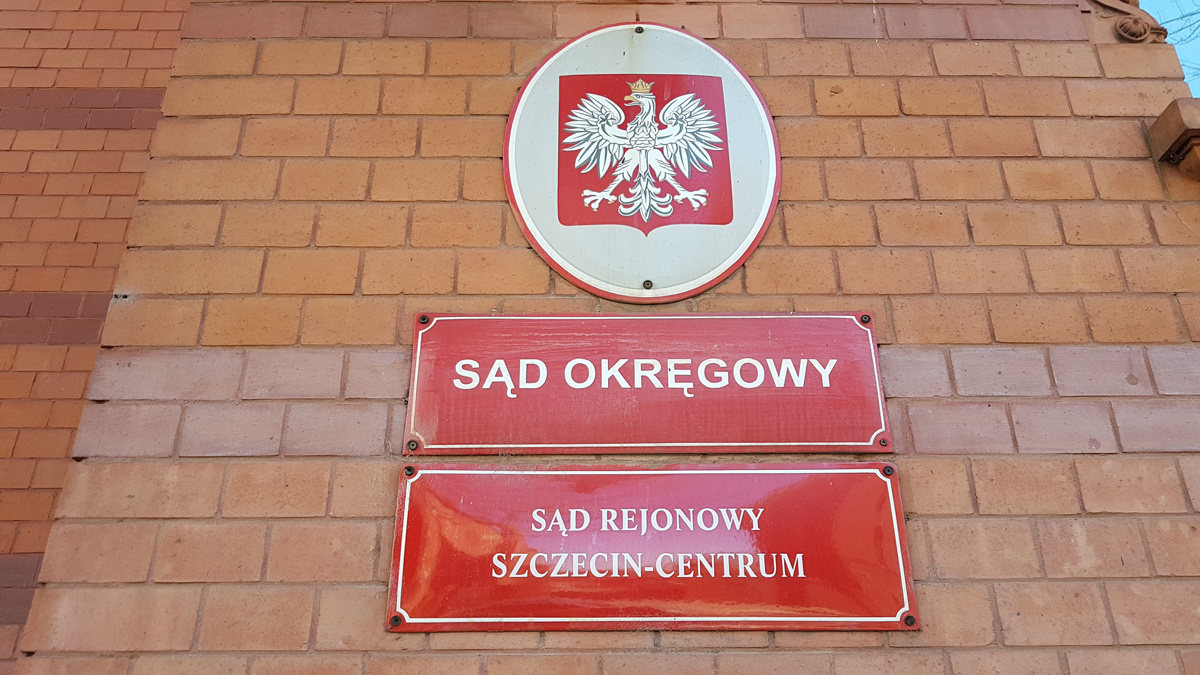 SĄD OKRĘGOWY
SĄD REJONOWY
SZCZECIN-CENTRUM